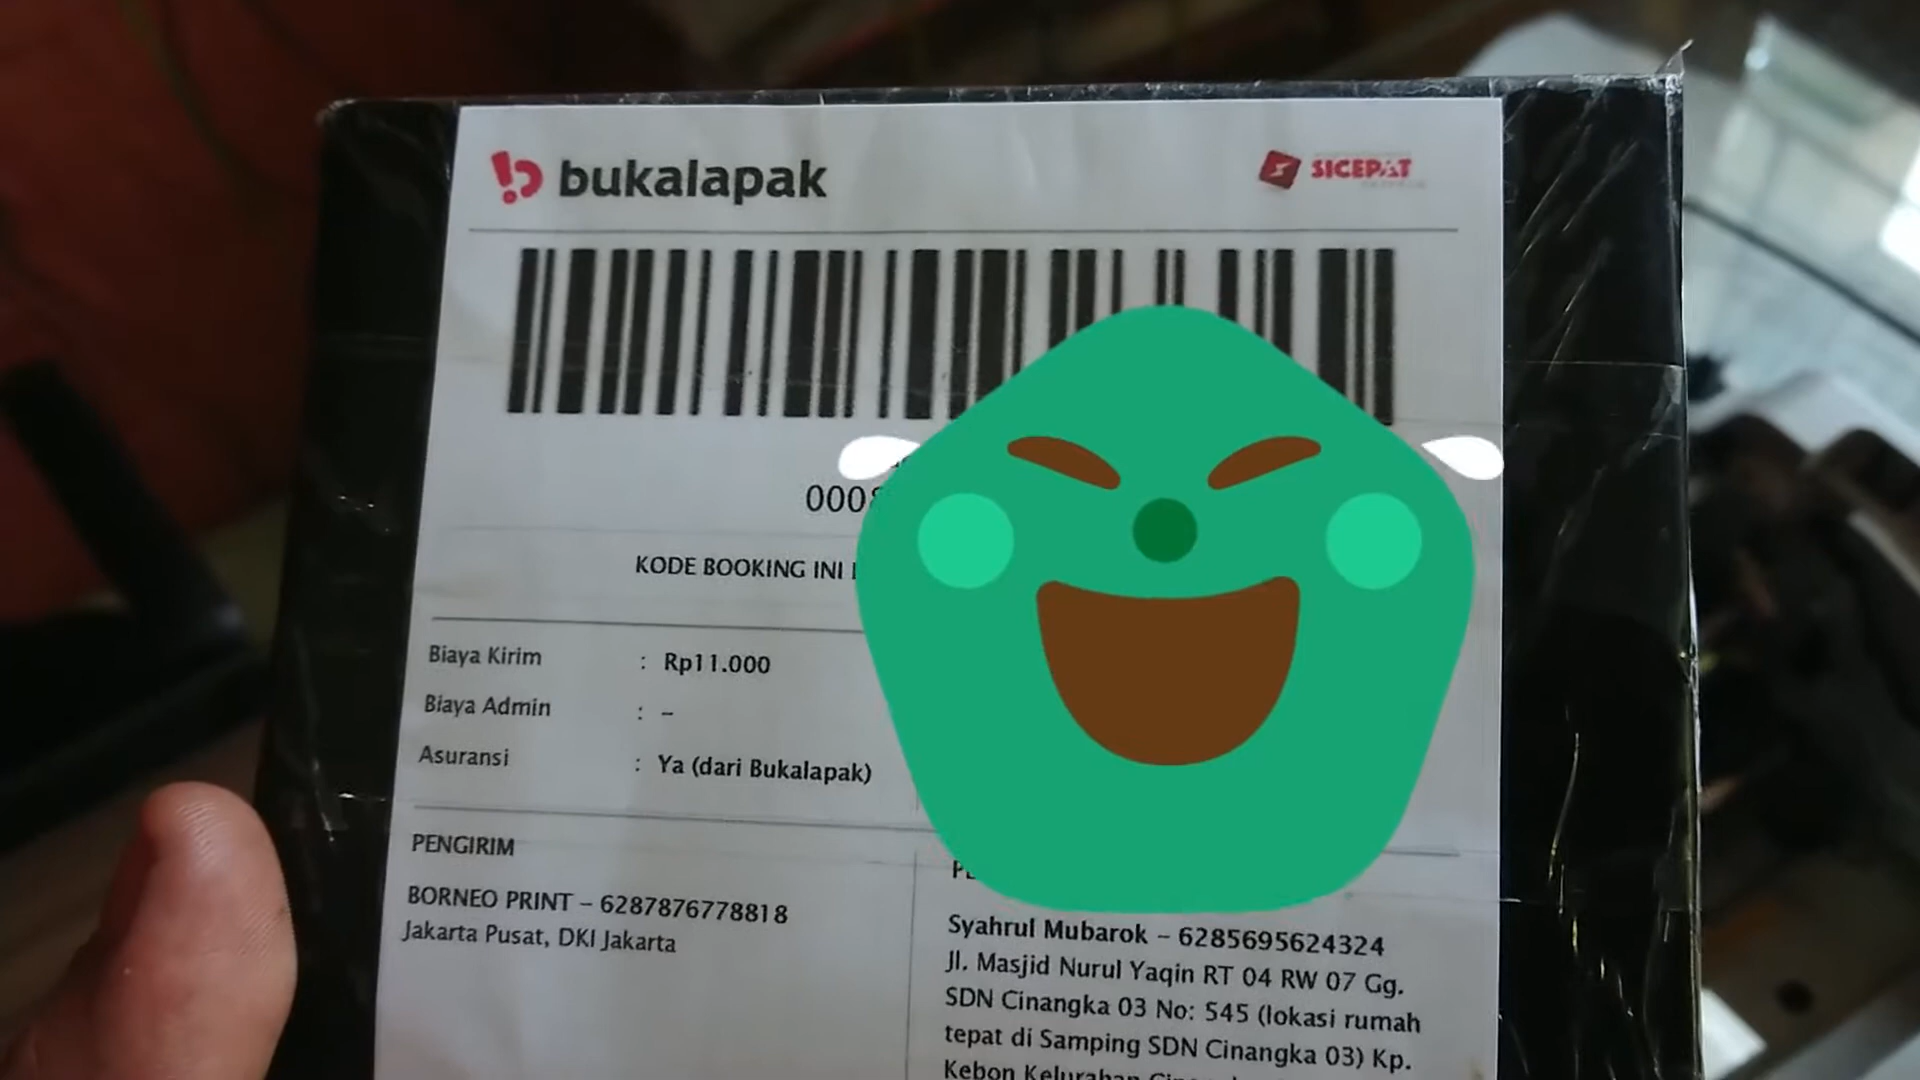 bukalapak
SICEPAT
000
KODE BOOKING INI
Biaya Kirim : Rp11.000
Biaya Admin : –
Asuransi : Ya (dari Bukalapak)
PENGIRIM
BORNEO PRINT – 6287876778818
Jakarta Pusat, DKI Jakarta
Syahrul Mubarok – 6285695624324
Jl. Masjid Nurul Yaqin RT 04 RW 07 Gg.
SDN Cinangka 03 No: 545 (lokasi rumah
tepat di Samping SDN Cinangka 03) Kp.
Kebon Kelurahan